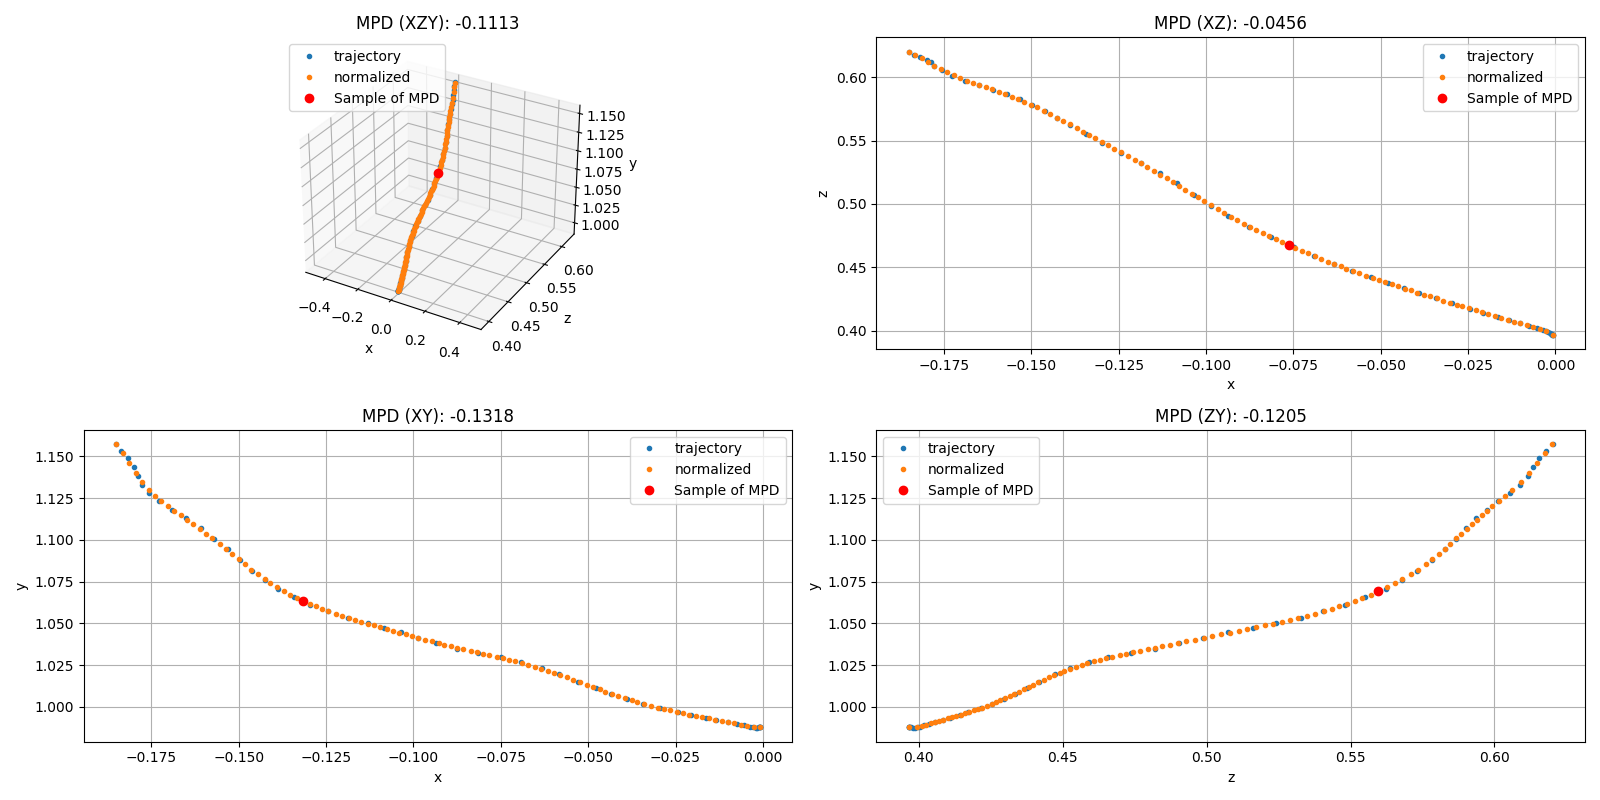 MPD (XZY): -0.1113
trajectory
normalized
Sample of MPD
1.150
1.125
1.100
1.075
1.050
1.025
1.000
y
−0.4
−0.2
0.0
0.2
0.4
x
0.40
0.45
0.50
0.55
0.60
z
MPD (XZ): -0.0456
trajectory
normalized
Sample of MPD
0.60
0.55
0.50
0.45
0.40
z
−0.175 −0.150 −0.125 −0.100 −0.075 −0.050 −0.025 0.000
x
MPD (XY): -0.1318
trajectory
normalized
Sample of MPD
1.150
1.125
1.100
1.075
1.050
1.025
1.000
y
−0.175 −0.150 −0.125 −0.100 −0.075 −0.050 −0.025 0.000
x
MPD (ZY): -0.1205
trajectory
normalized
Sample of MPD
1.150
1.125
1.100
1.075
1.050
1.025
1.000
y
0.40 0.45 0.50 0.55 0.60
z